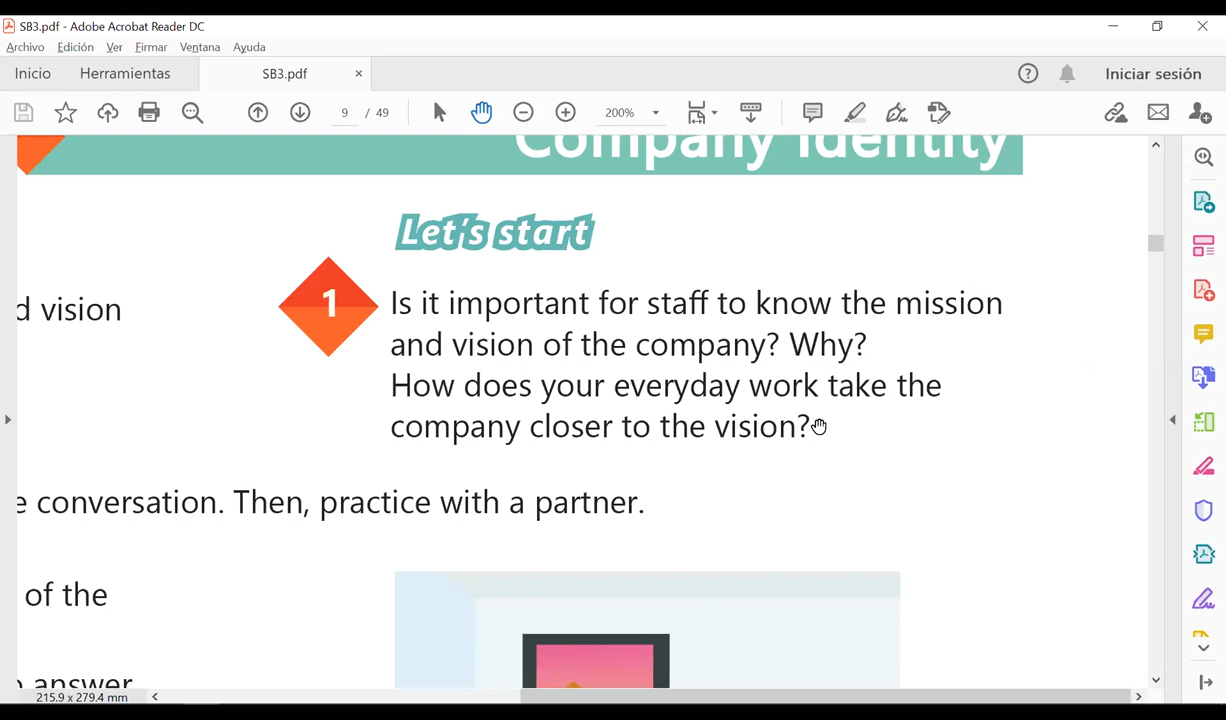 SB3.pdf - Adobe Acrobat Reader DC
Archivo Edición Ver Firmar Ventana Ayuda
Inicio Herramientas SB3.pdf × Iniciar sesión
9 / 49 200%
Company Identity
Let's start
1
Is it important for staff to know the mission
and vision of the company? Why?
How does your everyday work take the
company closer to the vision?
d vision
e conversation. Then, practice with a partner.
of the
answer
215.9 x 279.4 mm